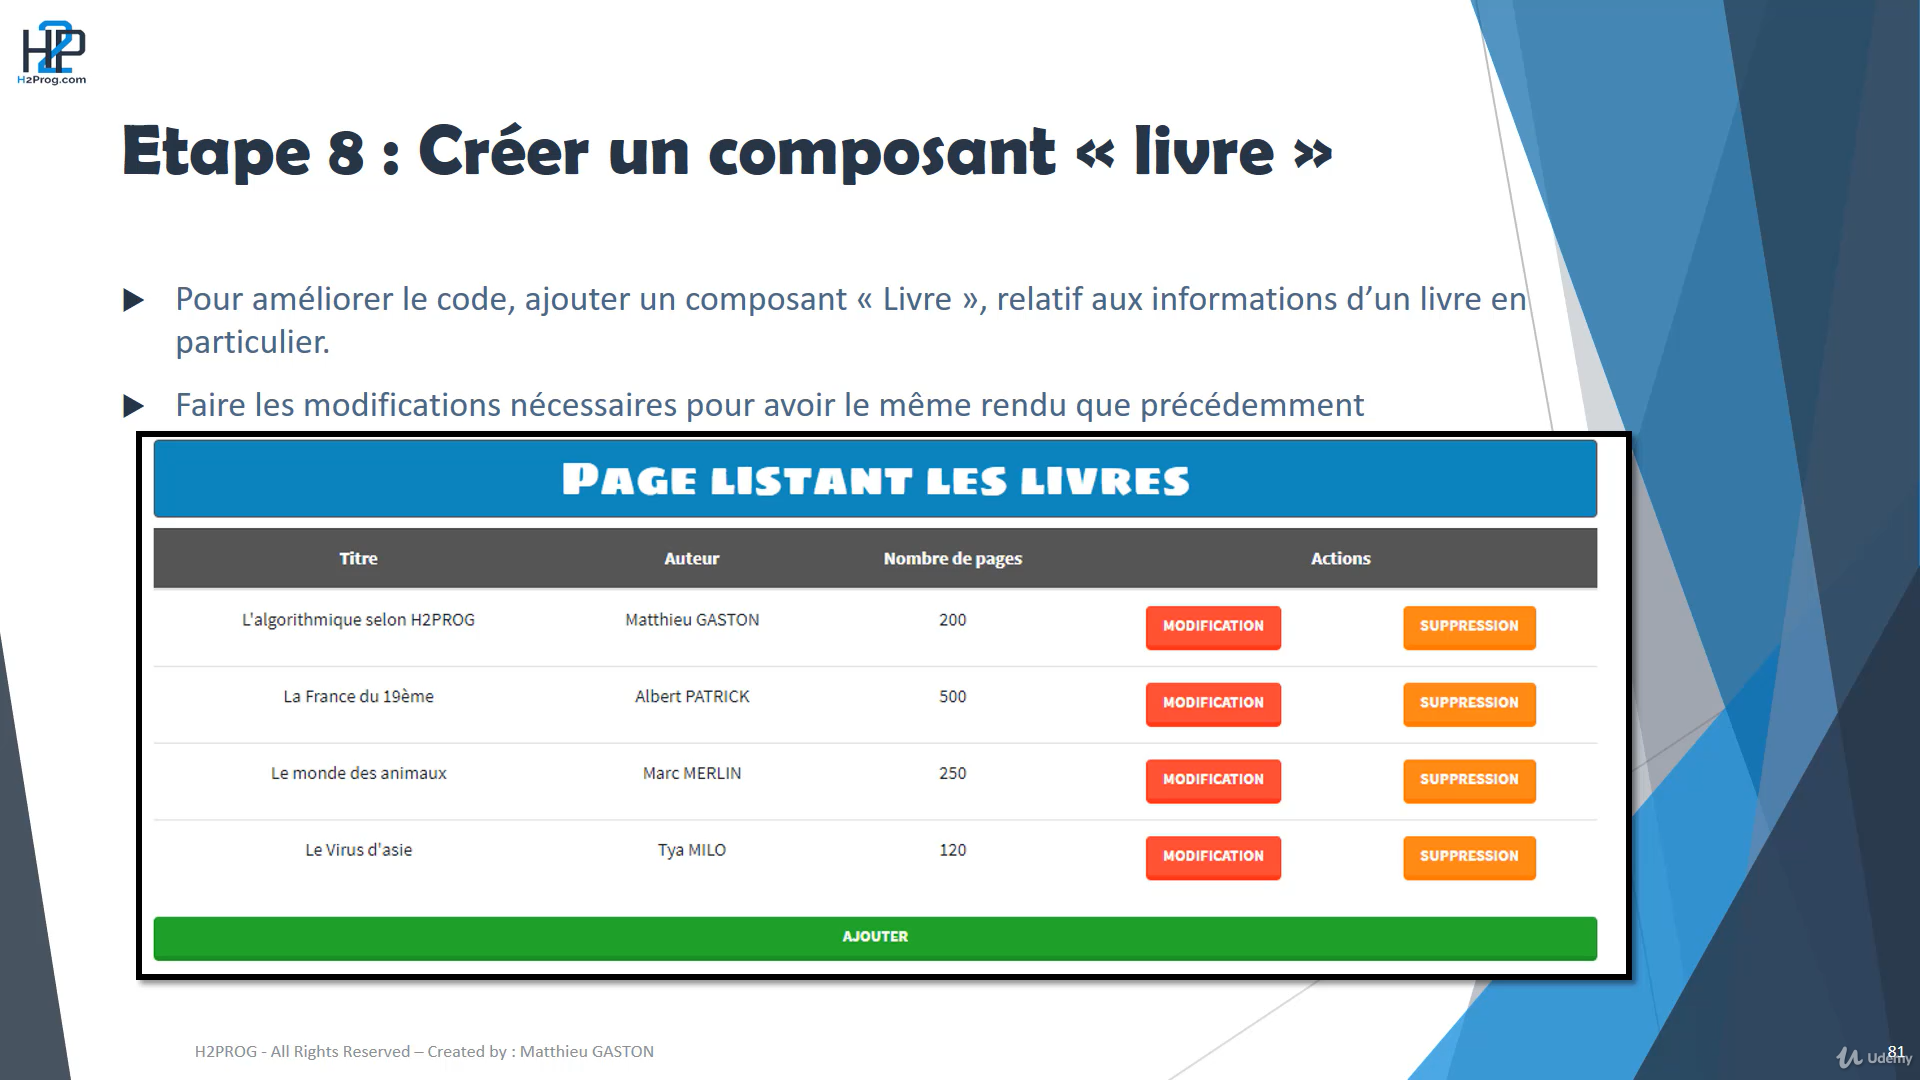 H2P
H2Prog.com
Etape 8 : Créer un composant « livre »
Pour améliorer le code, ajouter un composant « Livre », relatif aux informations d’un livre en
particulier.
Faire les modifications nécessaires pour avoir le même rendu que précédemment
Page listant les livres
Titre Auteur Nombre de pages Actions
L'algorithmique selon H2PROG Matthieu GASTON 200 MODIFICATION SUPPRESSION
La France du 19ème Albert PATRICK 500 MODIFICATION SUPPRESSION
Le monde des animaux Marc MERLIN 250 MODIFICATION SUPPRESSION
Le Virus d'asie Tya MILO 120 MODIFICATION SUPPRESSION
AJOUTER
H2PROG - All Rights Reserved – Created by : Matthieu GASTON
81
Udemy